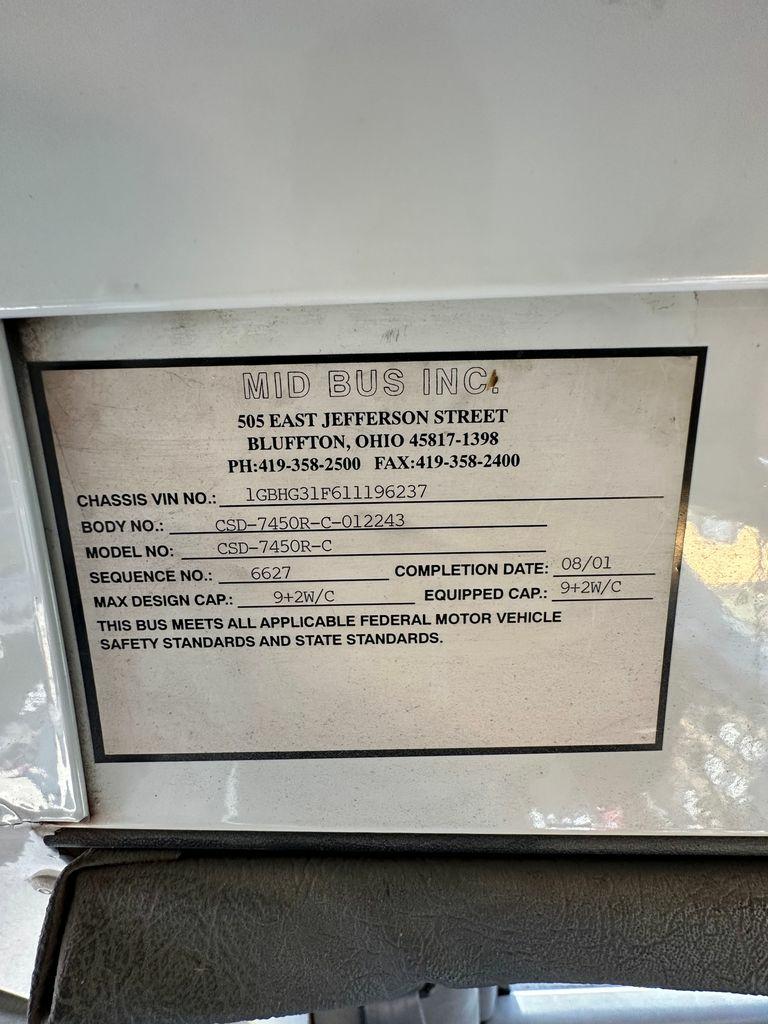 MID BUS INC.
505 EAST JEFFERSON STREET
BLUFFTON, OHIO 45817-1398
PH:419-358-2500 FAX:419-358-2400
CHASSIS VIN NO.: 1GBHG31F611196237
BODY NO.: CSD-7450R-C-012243
MODEL NO: CSD-7450R-C
SEQUENCE NO.: 6627 COMPLETION DATE: 08/01
MAX DESIGN CAP.: 9+2W/C EQUIPPED CAP.: 9+2W/C
THIS BUS MEETS ALL APPLICABLE FEDERAL MOTOR VEHICLE
SAFETY STANDARDS AND STATE STANDARDS.